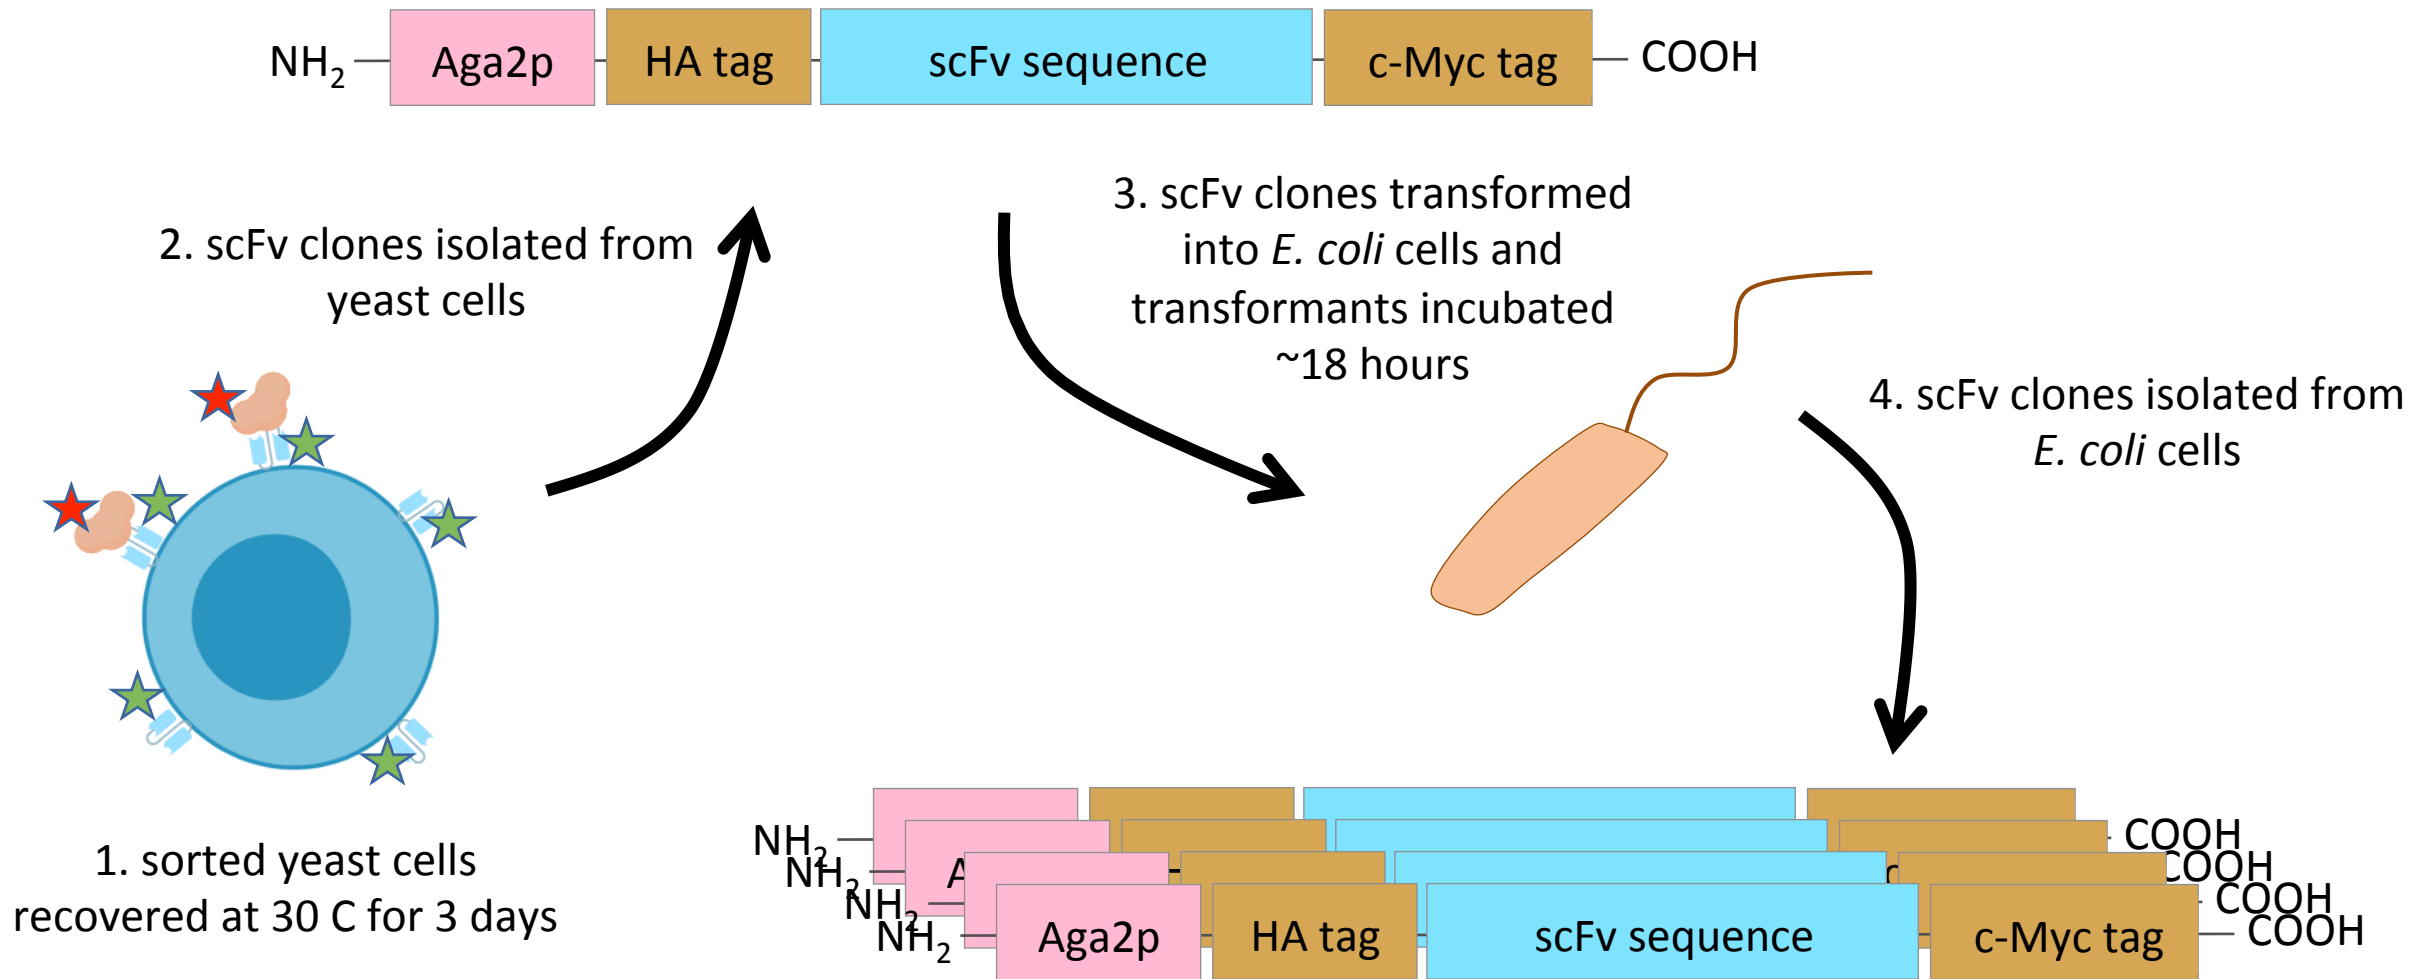 NH2 Aga2p HA tag scFv sequence c-Myc tag COOH
2. scFv clones isolated from
yeast cells
3. scFv clones transformed
into E. coli cells and
transformants incubated
~18 hours
4. scFv clones isolated from
E. coli cells
1. sorted yeast cells
recovered at 30 C for 3 days
NH2 COOH
NH2 COOH
NH2 COOH
NH2 Aga2p HA tag scFv sequence c-Myc tag COOH